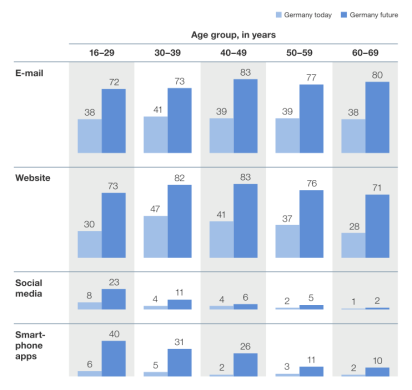 Germany today Germany future
Age group, in years
16–29 30–39 40–49 50–59 60–69
E-mail
38 72 41 73 39 83 39 77 38 80
Website
30 73 47 82 41 83 37 76 28 71
Social
media
8 23 4 11 4 6 2 5 1 2
Smart-
phone
apps
6 40 5 31 2 26 3 11 2 10